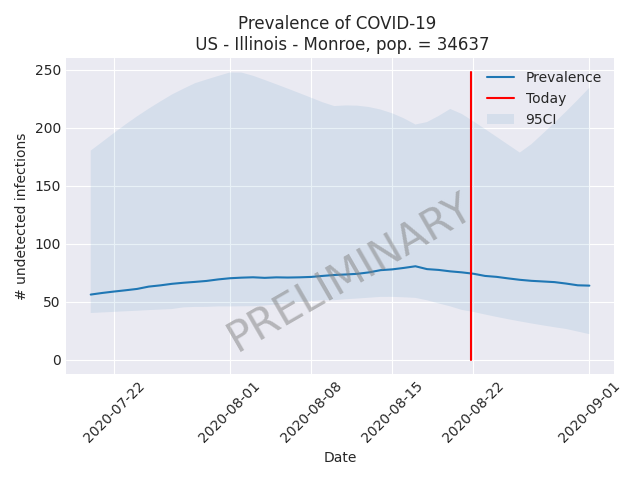 Prevalence of COVID-19
US - Illinois - Monroe, pop. = 34637
250
200
150
100
50
0
# undetected infections
Prevalence
Today
95CI
PRELIMINARY
2020-07-22
2020-08-01
2020-08-08
2020-08-15
2020-08-22
2020-09-01
Date